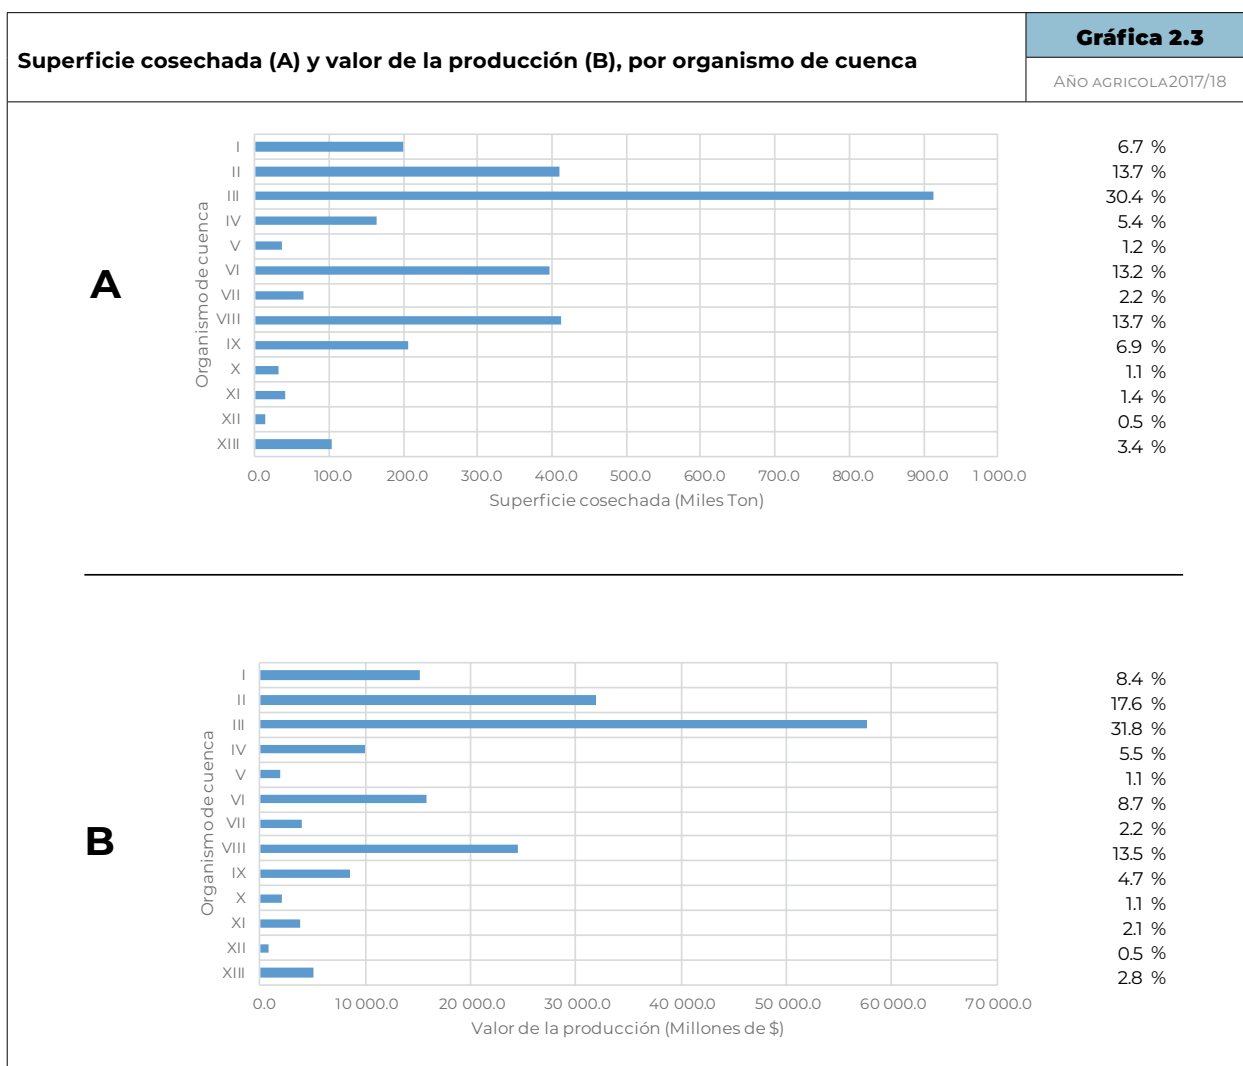 Superficie cosechada (A) y valor de la producción (B), por organismo de cuenca
Gráfica 2.3
Año agricola2017/18
A
Organismo de cuenca
I 6.7 %
II 13.7 %
III 30.4 %
IV 5.4 %
V 1.2 %
VI 13.2 %
VII 2.2 %
VIII 13.7 %
IX 6.9 %
X 1.1 %
XI 1.4 %
XII 0.5 %
XIII 3.4 %
0.0 100.0 200.0 300.0 400.0 500.0 600.0 700.0 800.0 900.0 1 000.0
Superficie cosechada (Miles Ton)
B
Organismo de cuenca
I 8.4 %
II 17.6 %
III 31.8 %
IV 5.5 %
V 1.1 %
VI 8.7 %
VII 2.2 %
VIII 13.5 %
IX 4.7 %
X 1.1 %
XI 2.1 %
XII 0.5 %
XIII 2.8 %
0.0 10 000.0 20 000.0 30 000.0 40 000.0 50 000.0 60 000.0 70 000.0
Valor de la producción (Millones de $)